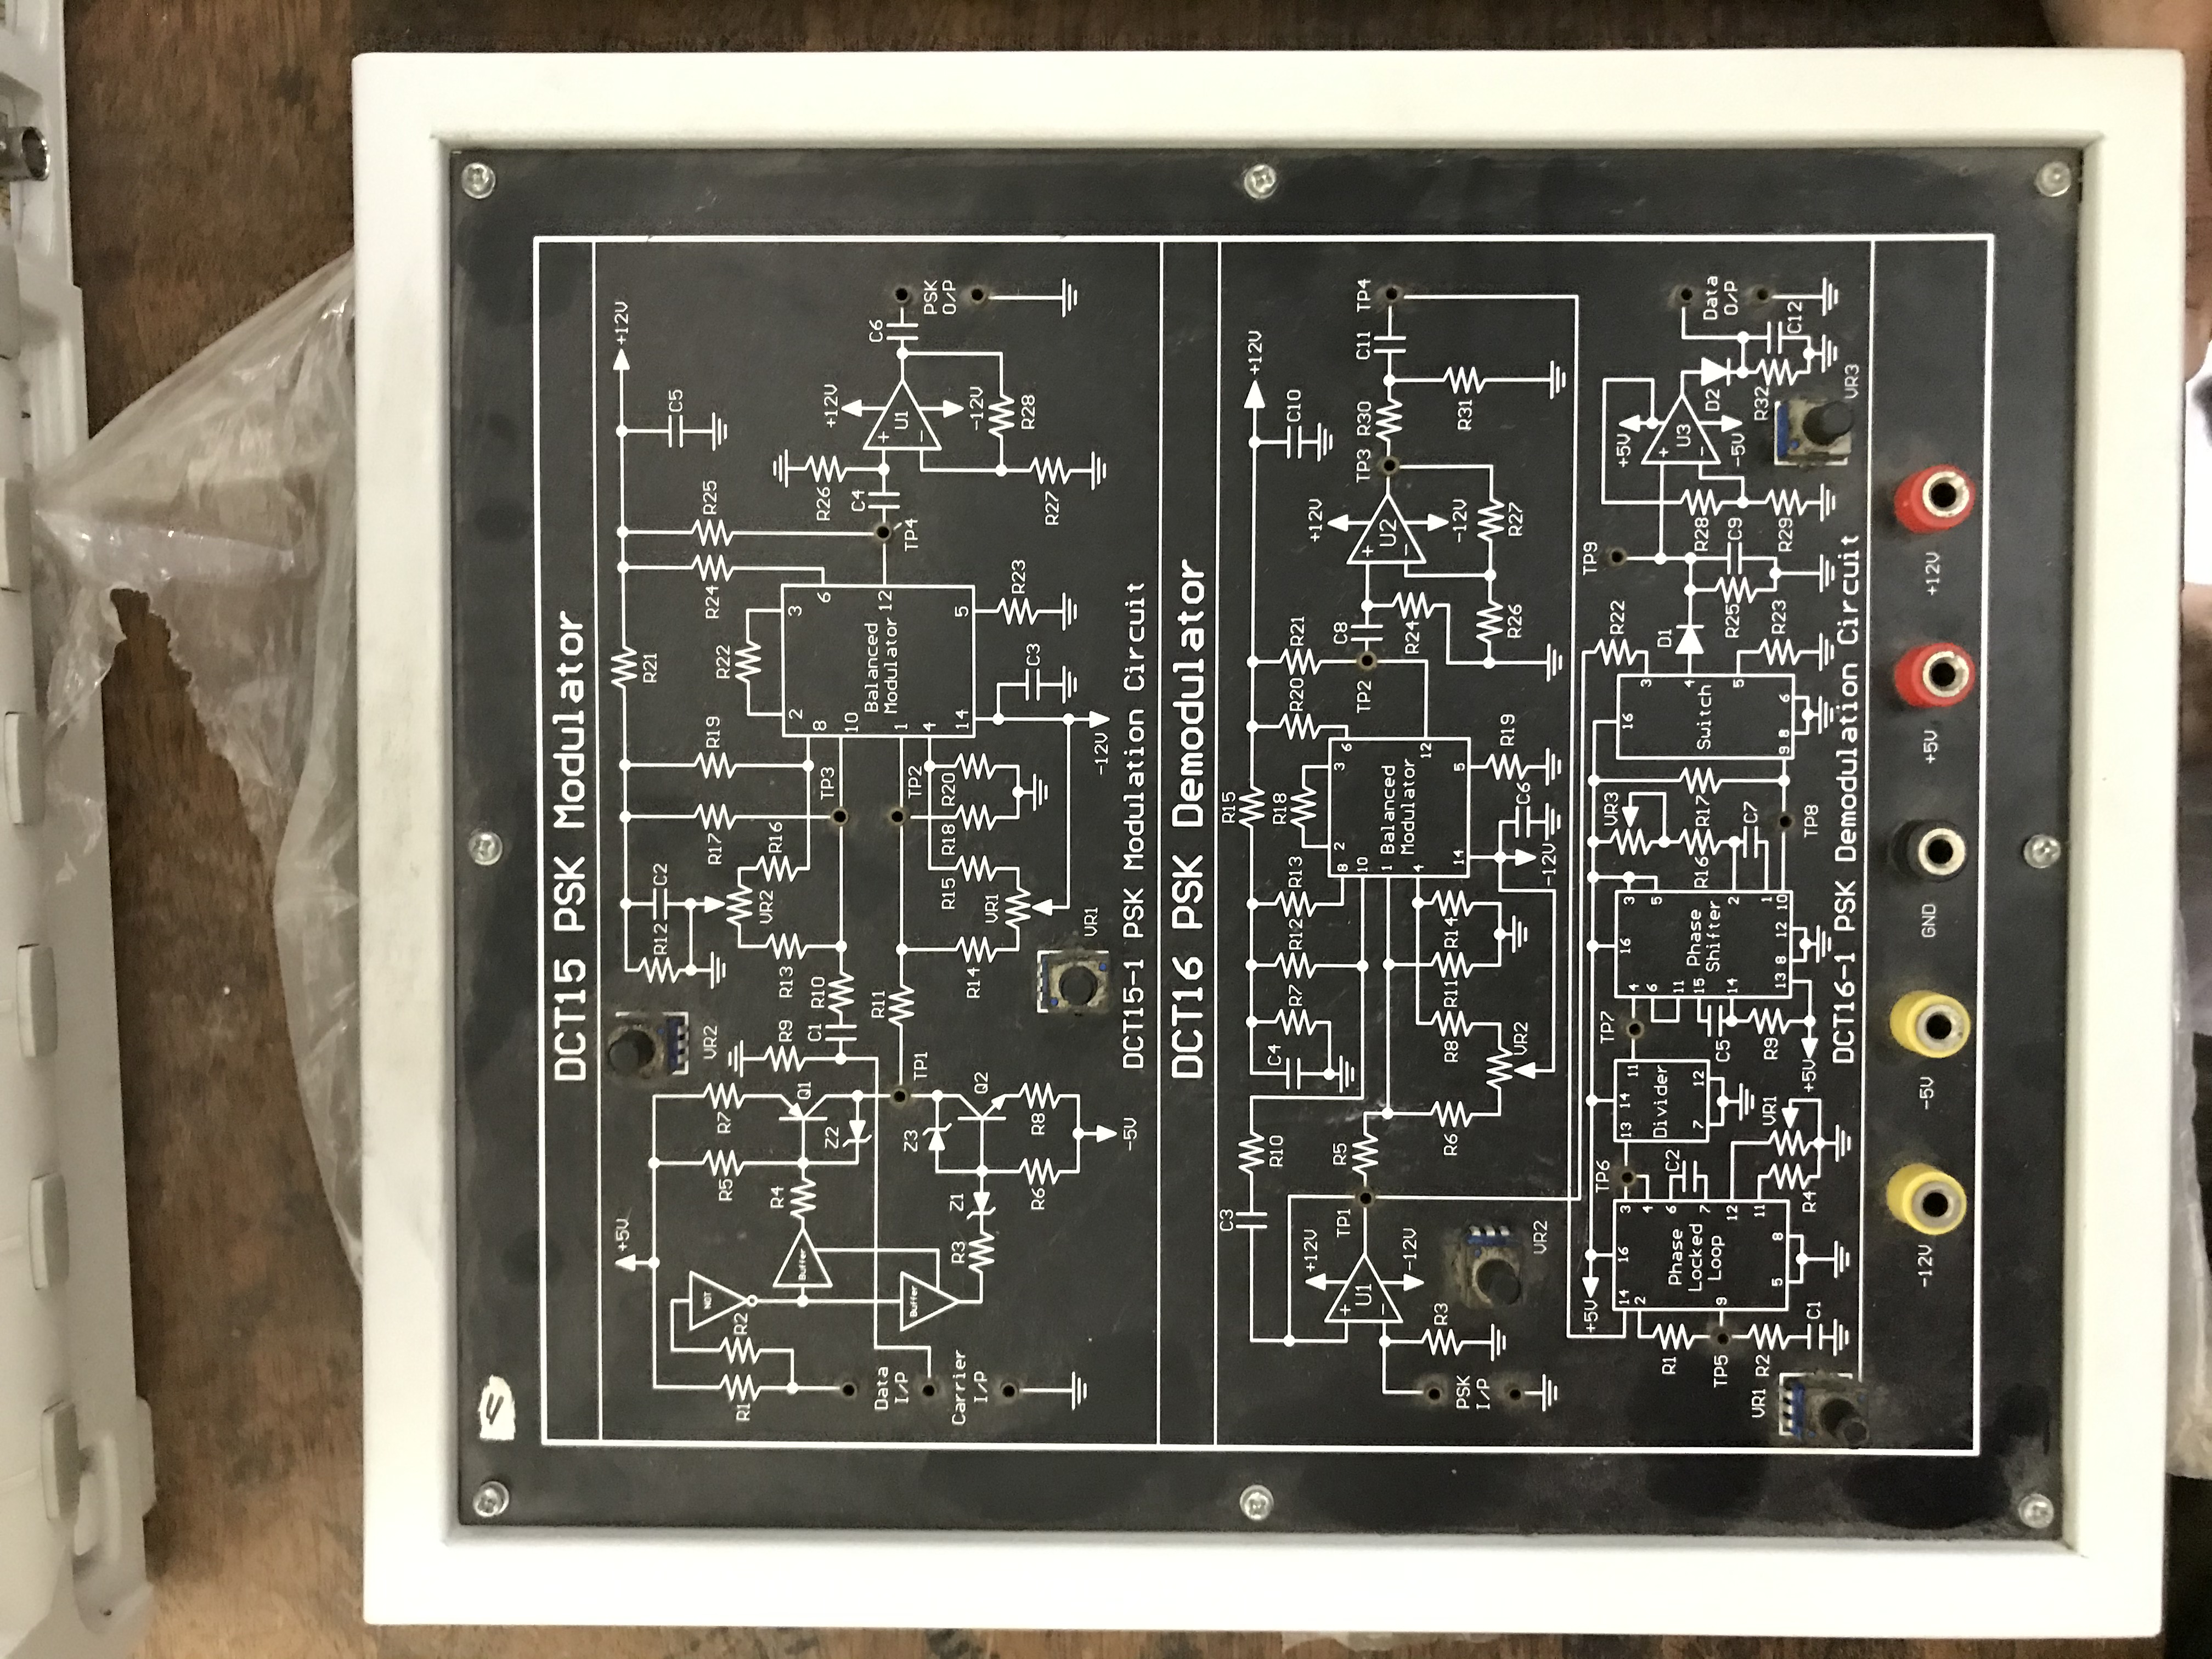 DCT15 PSK Modulator
+5V
+12V
R21
R12
C2
C5
NOT
VR2
R1
R2
R5
R7
R17
R19
R24
R25
R22
VR2
R13
R16
R9
R4
Buffer
Q1
2
3
8
6
C1
R10
TP3
10
R26
+12V
Z2
Data
I/P
R11
Balanced
Modulator
12
C4
TP4
+
U1
-
C6
Buffer
Z3
TP1
TP2
1
4
PSK
O/P
Carrier
I/P
R3
Z1
Q2
R14
R15
R18
R20
VR1
14
5
-12V
R28
R6
R8
C3
R23
R27
VR1
-12V
-5V
DCT15-1 PSK Modulation Circuit
DCT16 PSK Demodulator
C3
R15
+12V
R10
C4
R7
R12
R13
R18
R20
R21
C10
+12V
+
U1
-
-12V
TP1
R5
8
2
3
6
10
1
Balanced
Modulator
4
12
14
5
TP2
C8
+12V
+
U2
-
-12V
TP3
R30
C11
TP4
R3
PSK
I/P
R6
R8
R11
R14
R24
R31
VR2
VR2
-12V
C6
R19
R26
R27
+5V
TP6
TP7
VR3
R22
TP9
+5V
14
16
3
2
4
6
7
12
11
9
5
8
Phase
Locked
Loop
R1
TP5
R2
C1
VR1
C2
R4
VR1
13
14
11
Divider
7
12
4
16
3
6
5
11
15
14
2
1
13
8
12
10
Phase
Shifter
C5
R9
+5V
R16
R17
C7
TP8
16
3
4
5
9
8
6
Switch
D1
R25
C9
R23
R28
R29
+
U3
-
-5V
D2
Data
O/P
R32
C12
VR3
DCT16-1 PSK Demodulation Circuit
-12V
-5V
GND
+5V
+12V